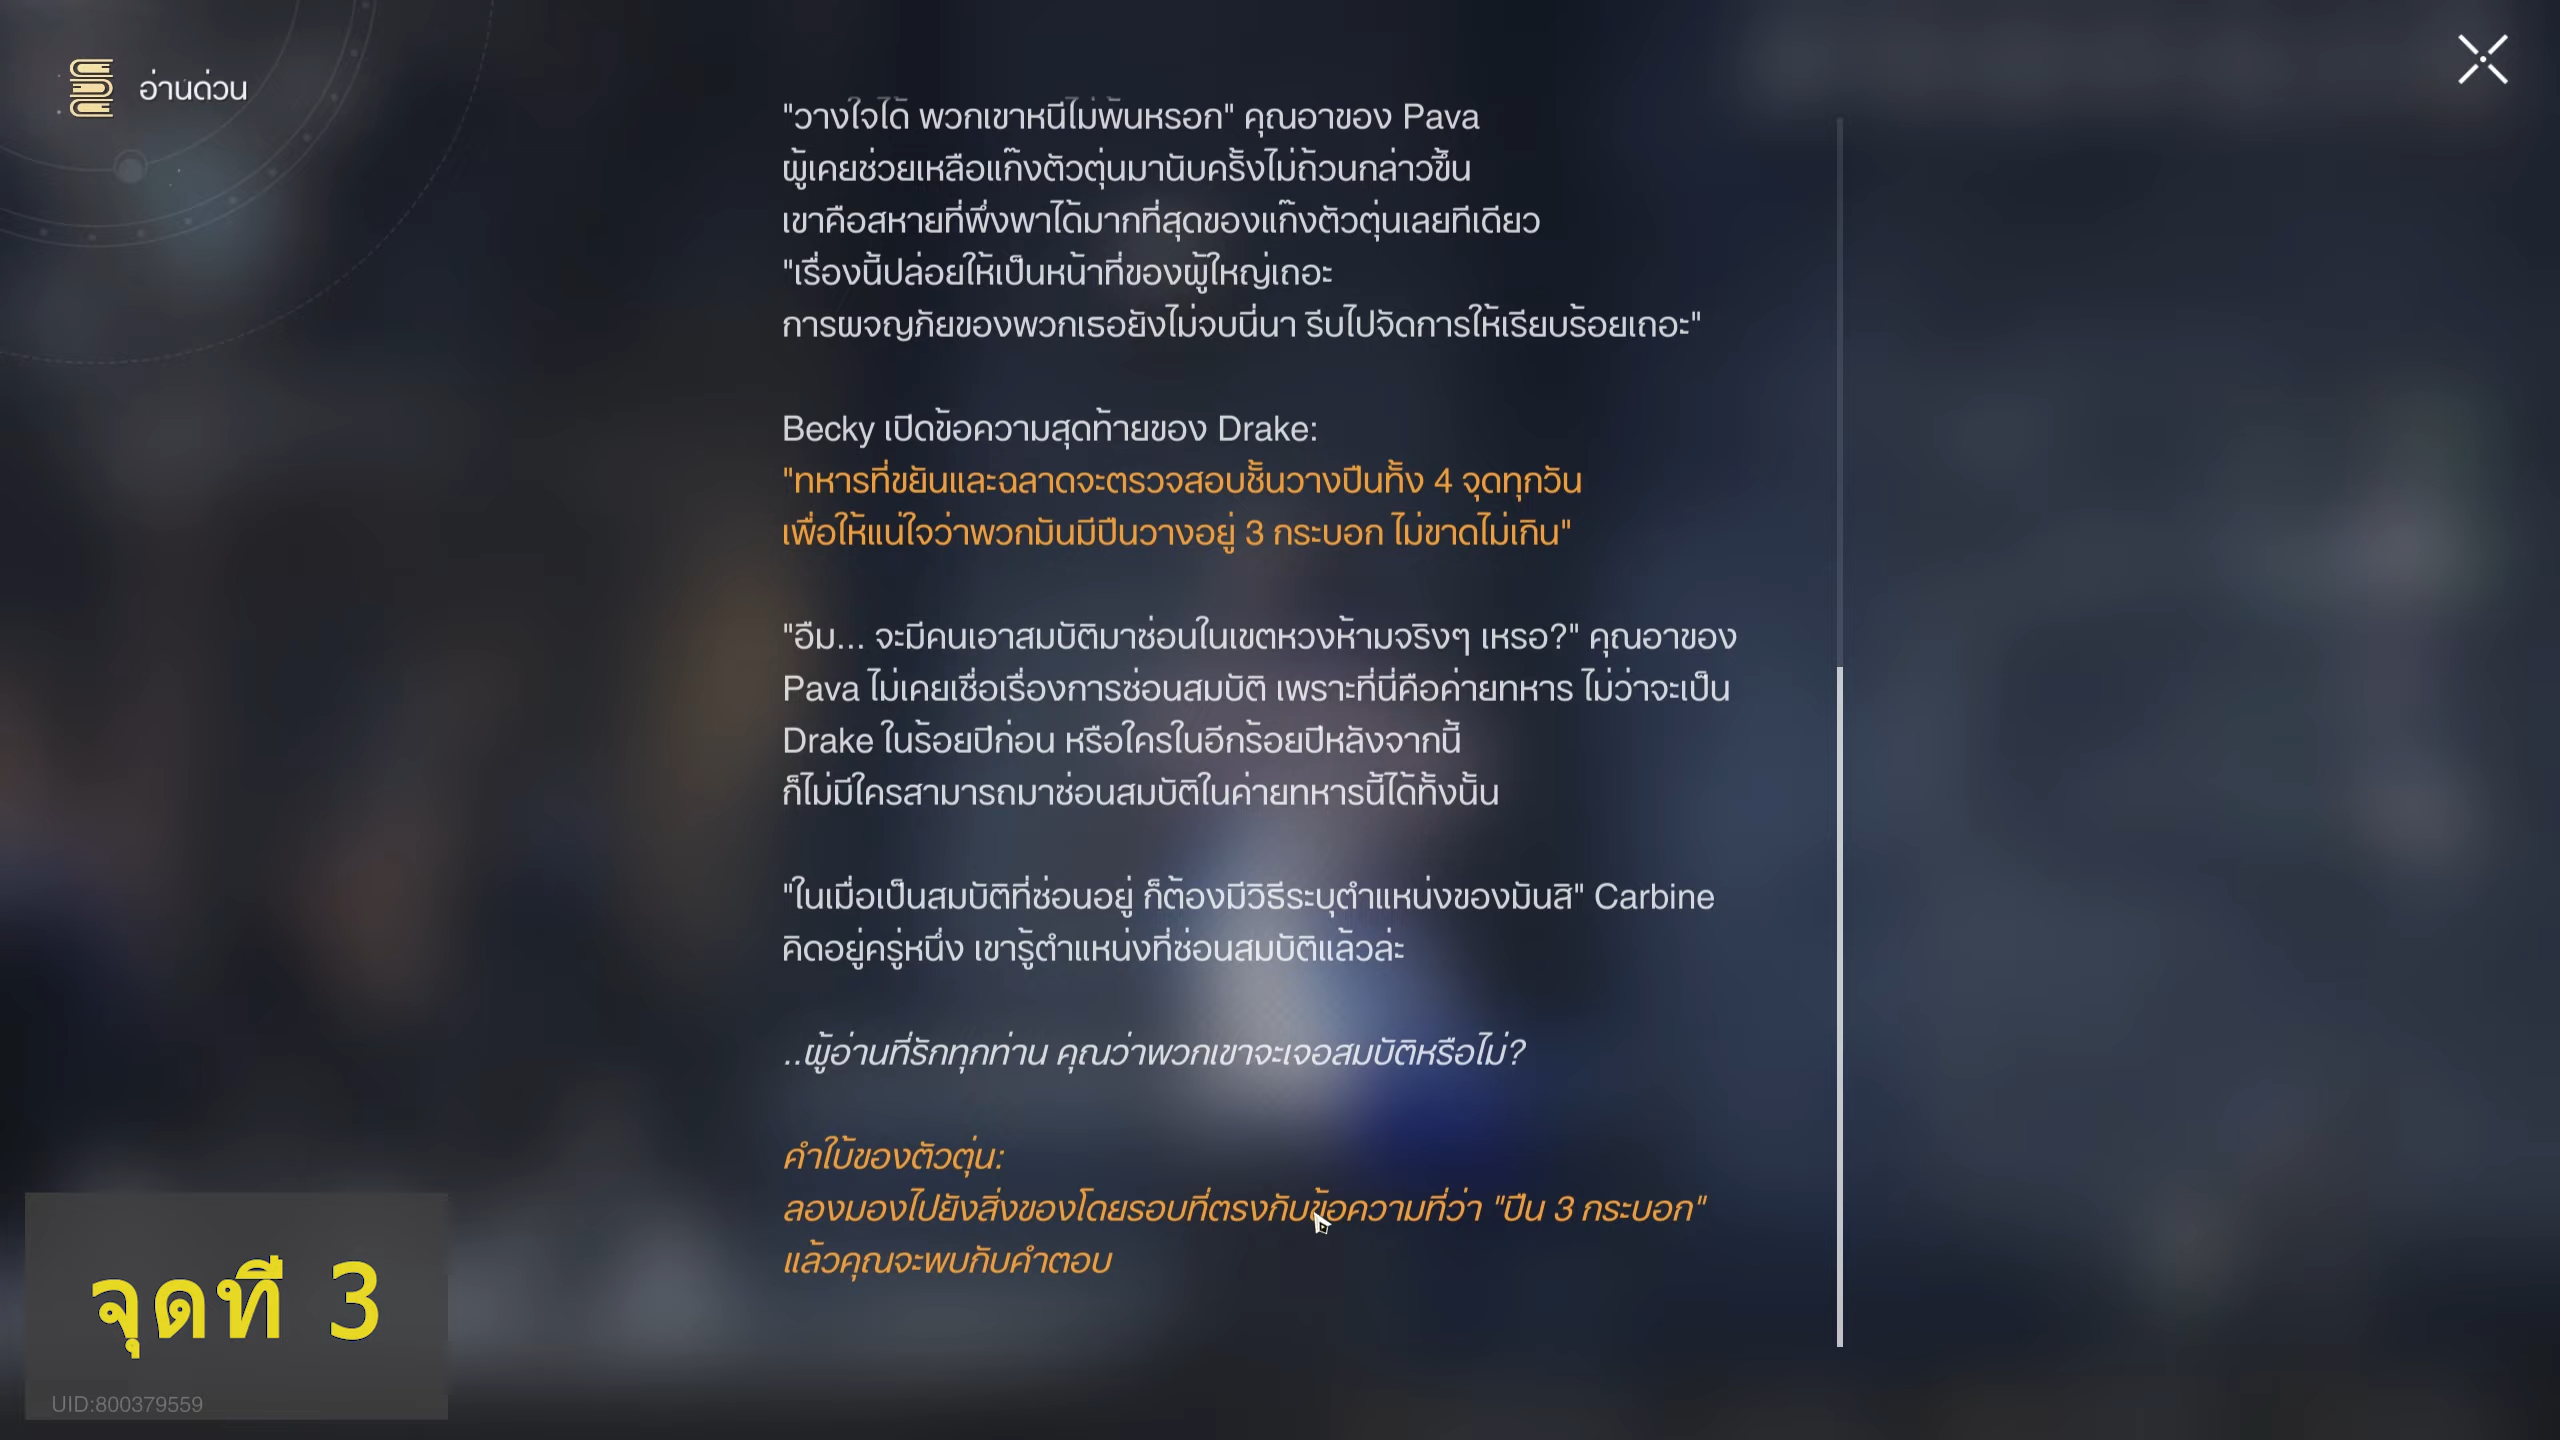 อ่านด่วน
"วางใจได้ พวกเขาหนีไม่พ้นหรอก" คุณอาของ Pava
ผู้เคยช่วยเหลือแก๊งตัวตุ่นมานับครั้งไม่ถ้วนกล่าวขึ้น
เขาคือสหายที่พึ่งพาได้มากที่สุดของแก๊งตัวตุ่นเลยทีเดียว
"เรื่องนี้ปล่อยให้เป็นหน้าที่ของผู้ใหญ่เถอะ
การผจญภัยของพวกเธอยังไม่จบนี่นา รีบไปจัดการให้เรียบร้อยเถอะ"
Becky เปิดข้อความสุดท้ายของ Drake:
"ทหารที่ขยันและฉลาดจะตรวจสอบชั้นวางปืนทั้ง 4 จุดทุกวัน
เพื่อให้แน่ใจว่าพวกมันมีปืนวางอยู่ 3 กระบอก ไม่ขาดไม่เกิน"
"อืม... จะมีคนเอาสมบัติมาซ่อนในเขตหวงห้ามจริงๆ เหรอ?" คุณอาของ
Pava ไม่เคยเชื่อเรื่องการซ่อนสมบัติ เพราะที่นี่คือค่ายทหาร ไม่ว่าจะเป็น
Drake ในร้อยปีก่อน หรือใครในอีกร้อยปีหลังจากนี้
ก็ไม่มีใครสามารถมาซ่อนสมบัติในค่ายทหารนี้ได้ทั้งนั้น
"ในเมื่อเป็นสมบัติที่ซ่อนอยู่ ก็ต้องมีวิธีระบุตำแหน่งของมันสิ" Carbine
คิดอยู่ครู่หนึ่ง เขารู้ตำแหน่งที่ซ่อนสมบัติแล้วล่ะ
..ผู้อ่านที่รักทุกท่าน คุณว่าพวกเขาจะเจอสมบัติหรือไม่?
คำใบ้ของตัวตุ่น:
ลองมองไปยังสิ่งของโดยรอบที่ตรงกับข้อความที่ว่า "ปืน 3 กระบอก"
แล้วคุณจะพบกับคำตอบ
จุดที่ 3
UID:800379559